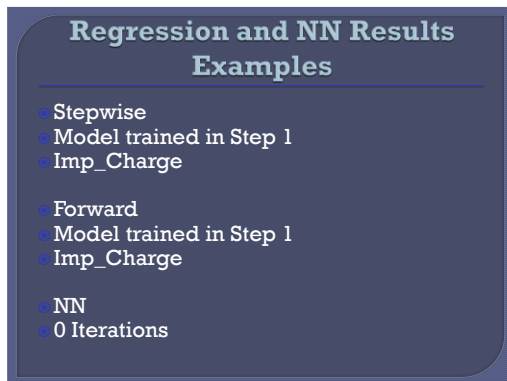 Regression and NN Results
Examples
Stepwise
Model trained in Step 1
Imp_Charge
Forward
Model trained in Step 1
Imp_Charge
NN
0 Iterations